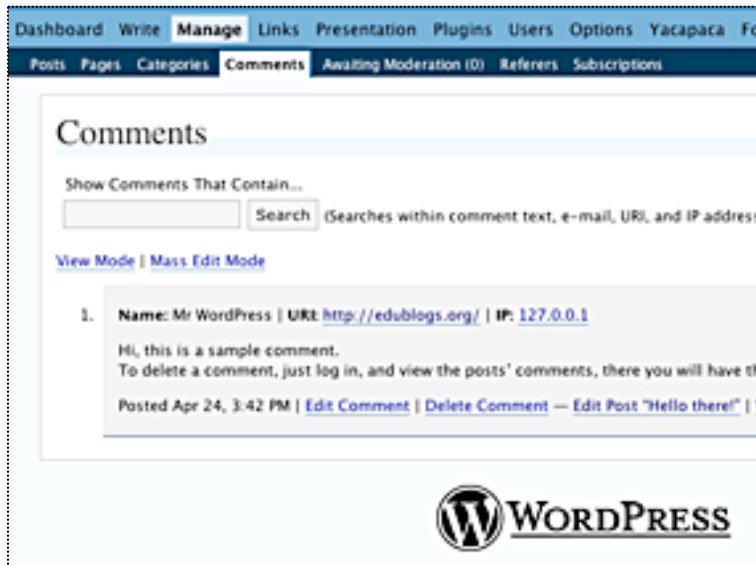 Dashboard Write Manage Links Presentation Plugins Users Options Yacapaca
Posts Pages Categories Comments Awaiting Moderation (0) Referers Subscriptions
Comments
Show Comments That Contain...
Search (Searches within comment text, e-mail, URI, and IP address
View Mode | Mass Edit Mode
1. Name: Mr WordPress | URI: http://edublogs.org/ | IP: 127.0.0.1
Hi, this is a sample comment.
To delete a comment, just log in, and view the posts' comments, there you will have
Posted Apr 24, 3:42 PM | Edit Comment | Delete Comment — Edit Post "Hello there!" |
WORDPRESS